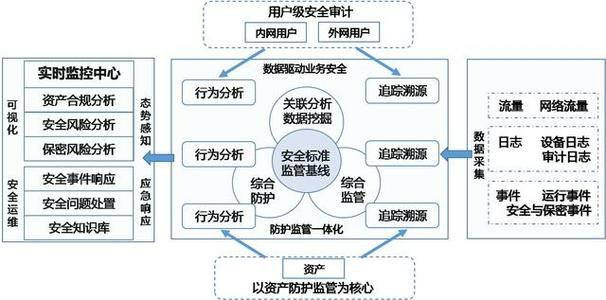 用户级安全审计
内网用户 外网用户
实时监控中心
资产合规分析
安全风险分析
保密风险分析
安全事件响应
安全问题处置
安全知识库
可视化
安全运维
态势感知
应急响应
数据驱动业务安全
行为分析
追踪溯源
关联分析
数据挖掘
行为分析
安全标准
监管基线
追踪溯源
综合
防护
综合
监管
行为分析
追踪溯源
防护监管一体化
数据采集
流量 网络流量
日志 设备日志
审计日志
事件 运行事件
安全与保密事件
资产
以资产防护监管为核心